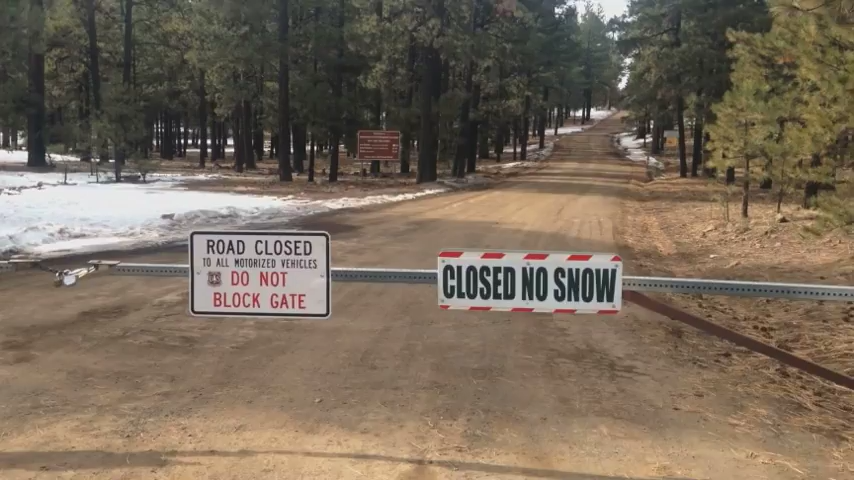 ROAD CLOSED
TO ALL MOTORIZED VEHICLES
DO NOT
BLOCK GATE
CLOSED NO SNOW